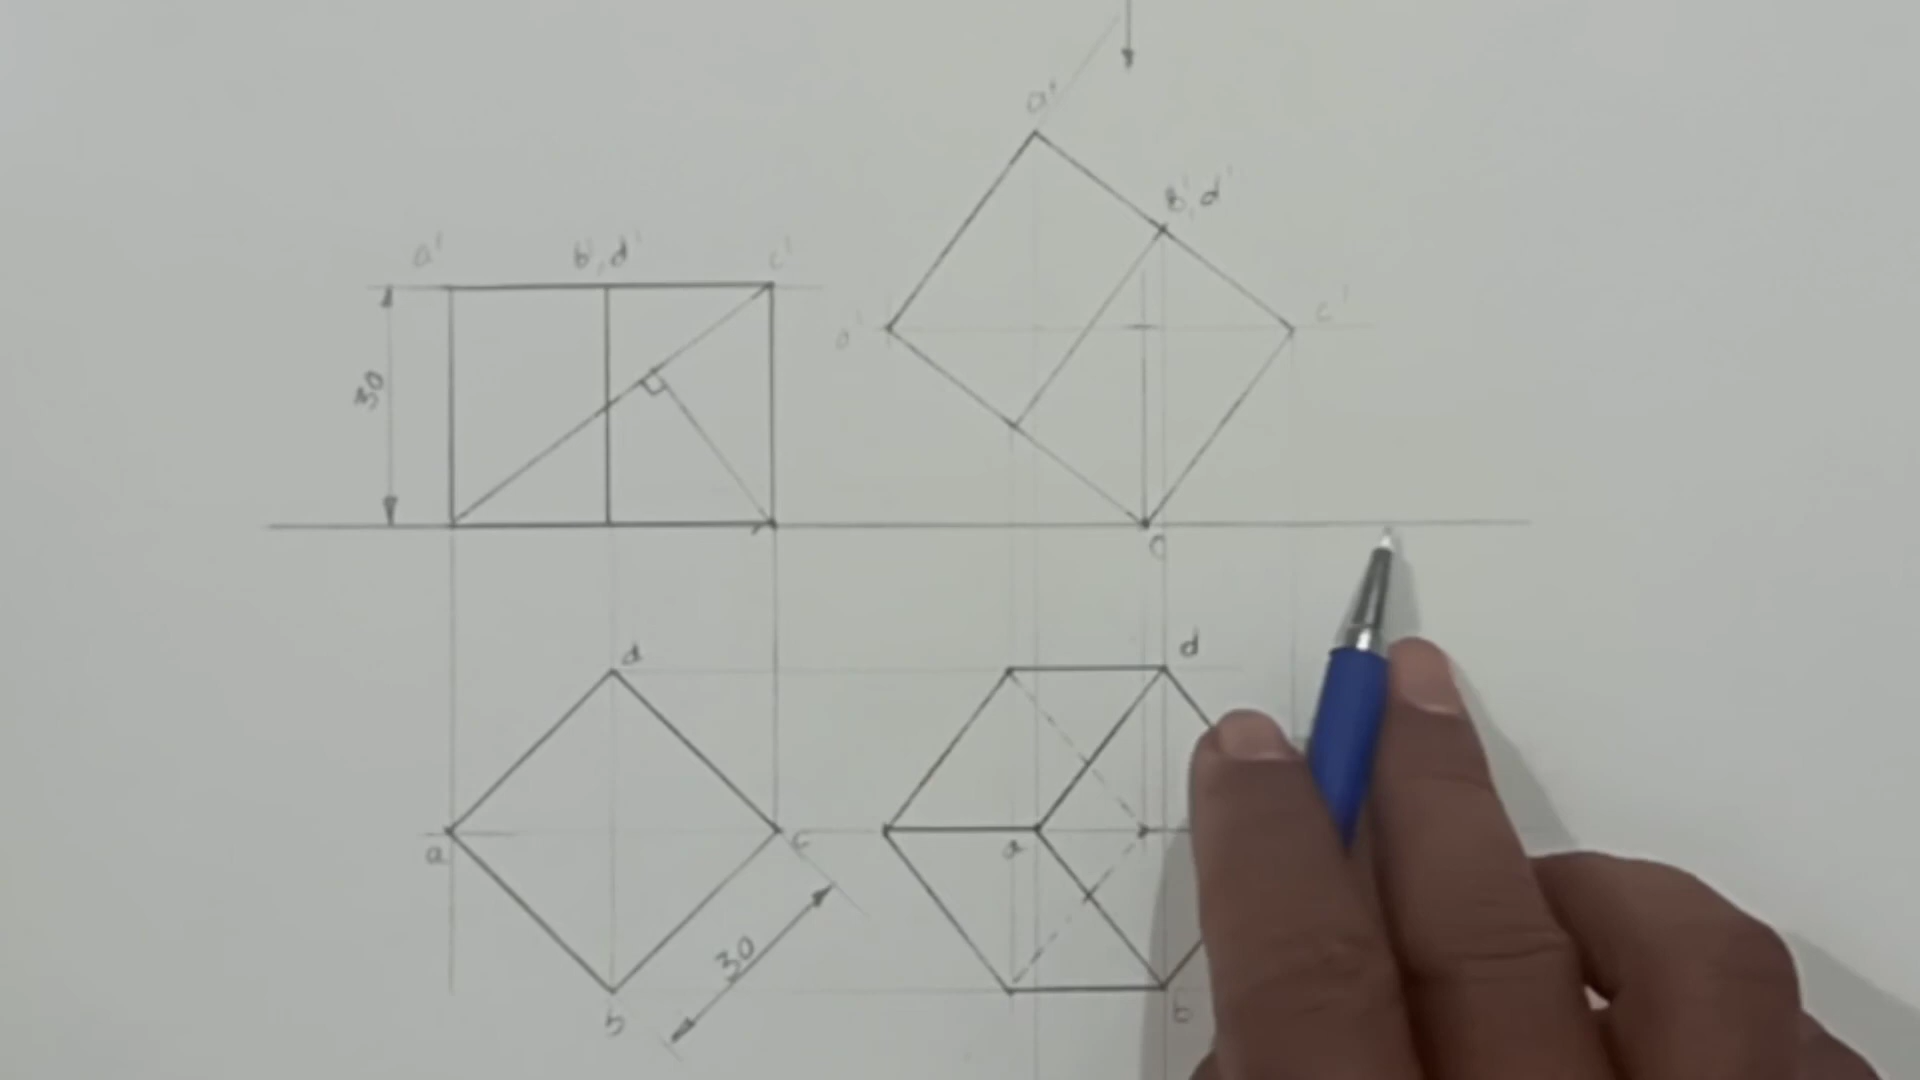 a'
b', d'
a' b', d' c'
a' c'
30
c
d d
a c a
30
b b